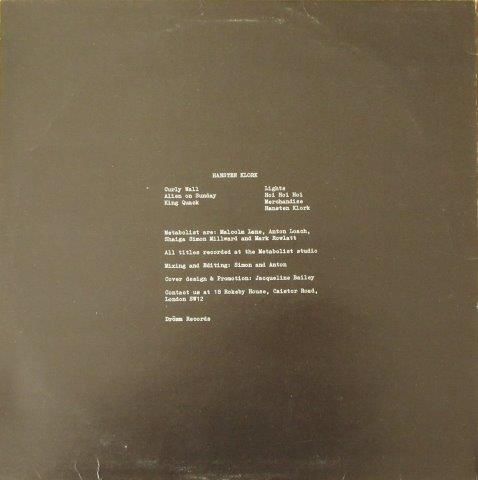 HANSTEN KLORK
Curly Wall
Alien on Sunday
King Quack
Lights
Hoi Hoi Hoi
Merchandise
Hansten Klork
Metabolist are: Malcolm Lane, Anton Loach,
Shaiga Simon Millward and Mark Rowlatt
All titles recorded at the Metabolist studio
Mixing and Editing: Simon and Anton
Cover design & Promotion: Jacqueline Bailey
Contact us at 18 Rokeby House, Caistor Road,
London SW12
Drömm Records